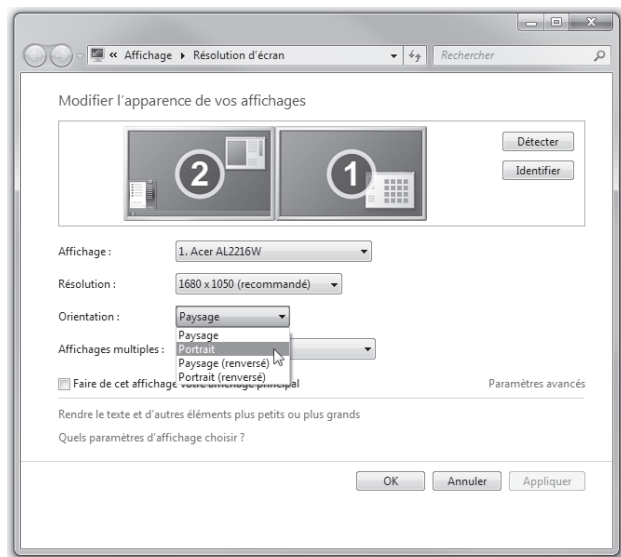 « Affichage ▸ Résolution d'écran
Rechercher
Modifier l'apparence de vos affichages
2
1
Détecter
Identifier
Affichage :
1. Acer AL2216W
Résolution :
1680 x 1050 (recommandé)
Orientation :
Paysage
Paysage
Portrait
Affichages multiples :
Paysage (renversé)
Portrait (renversé)
Faire de cet affichage votre affichage principal
Paramètres avancés
Rendre le texte et d'autres éléments plus petits ou plus grands
Quels paramètres d'affichage choisir ?
OK
Annuler
Appliquer